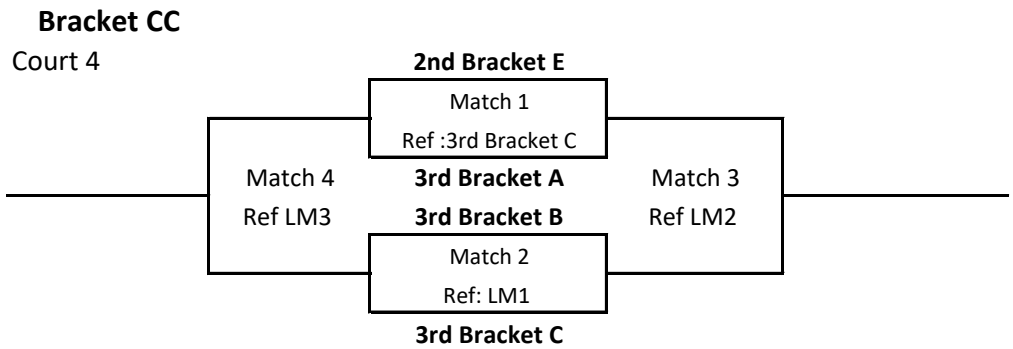 Bracket CC
Court 4
2nd Bracket E
Match 1
Ref :3rd Bracket C
3rd Bracket A
Match 4
Match 3
3rd Bracket B
Ref LM3
Ref LM2
Match 2
Ref: LM1
3rd Bracket C